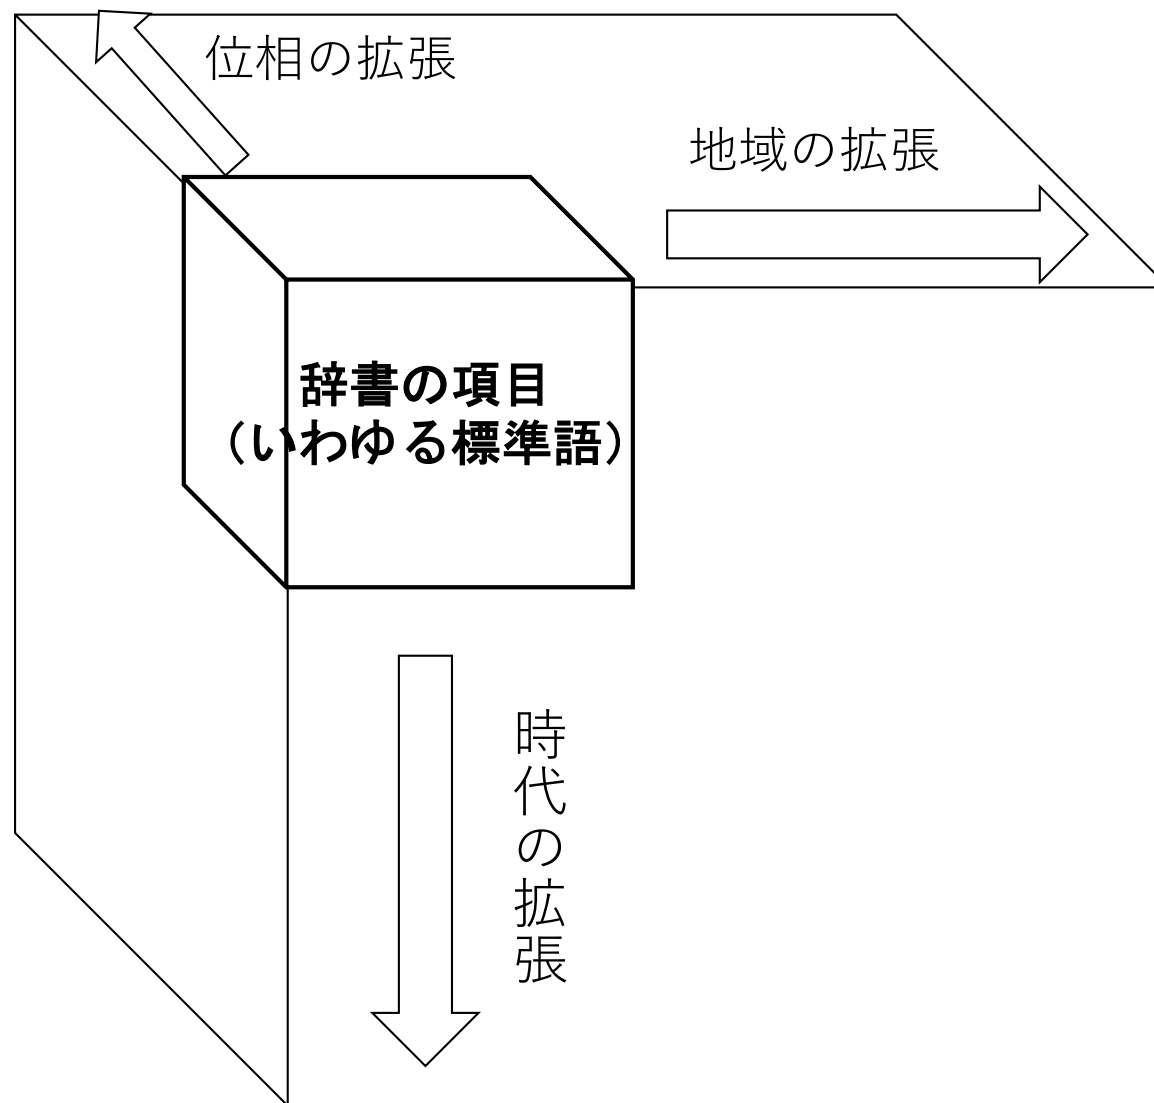 位相の拡張
地域の拡張
辞書の項目
（いわゆる標準語）
時代の拡張